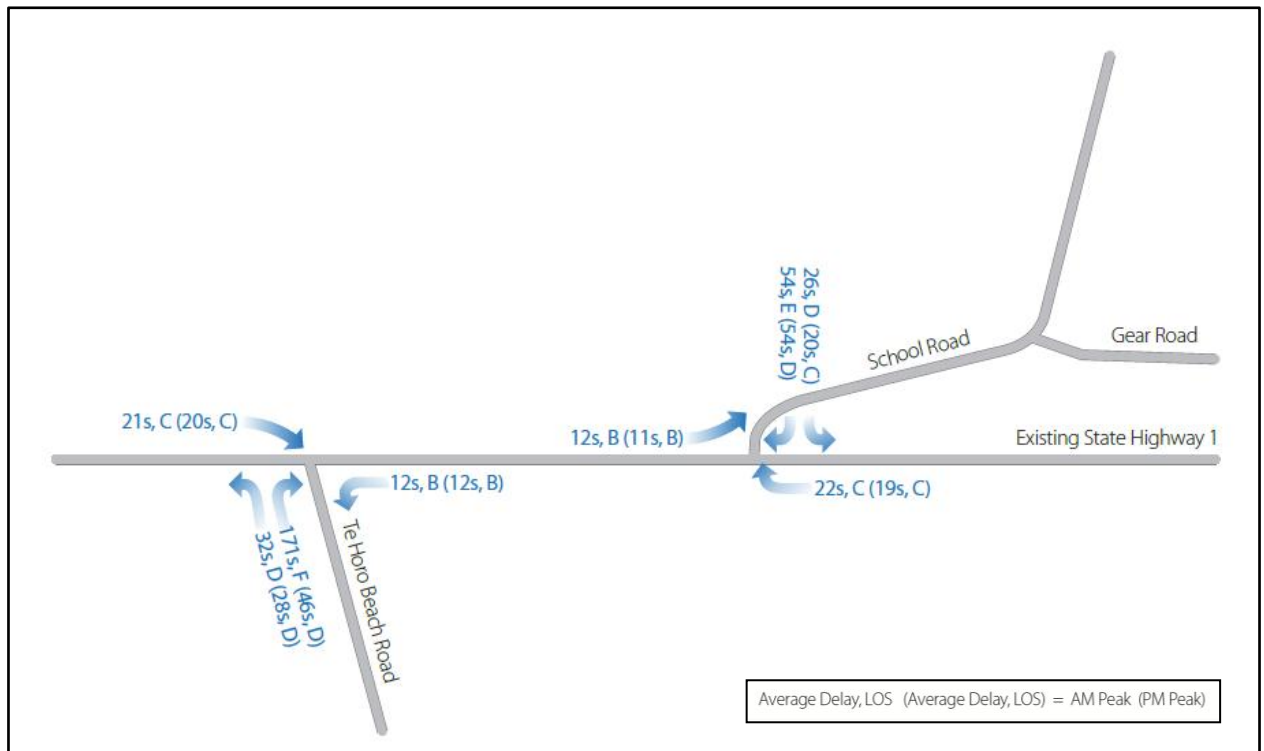 26s, D (20s, C)
54s, E (54s, D)
Gear Road
School Road
21s, C (20s, C)
12s, B (11s, B)
Existing State Highway 1
12s, B (12s, B)
22s, C (19s, C)
171s, F (46s, D)
32s, D (28s, D)
Te Horo Beach Road
Average Delay, LOS (Average Delay, LOS) = AM Peak (PM Peak)